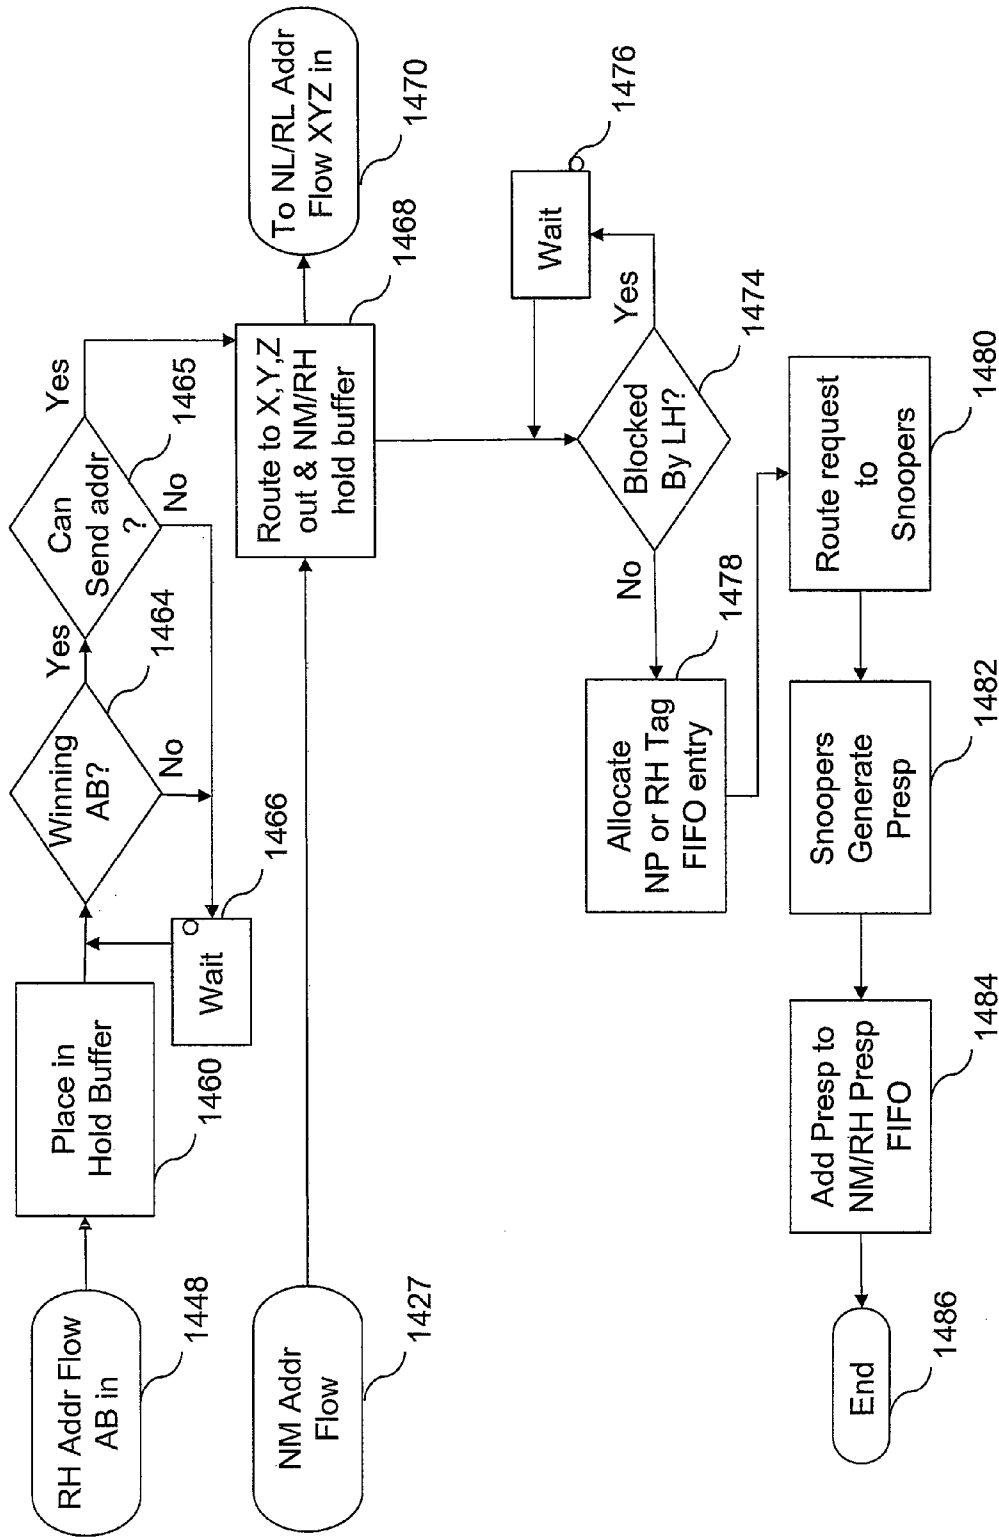 RH Addr Flow
AB in
1448
Place in
Hold Buffer
1460
Wait
1466
Winning
AB?
1464
Yes
No
Can
Send addr
?
1465
Yes
No
NM Addr
Flow
1427
Route to X,Y,Z
out & NM/RH
hold buffer
1468
To NL/RL Addr
Flow XYZ in
1470
Blocked
By LH?
1474
Yes
No
Wait
1476
Allocate
NP or RH Tag
FIFO entry
1478
Route request
to
Snoopers
1480
Snoopers
Generate
Presp
1482
Add Presp to
NM/RH Presp
FIFO
1484
End
1486